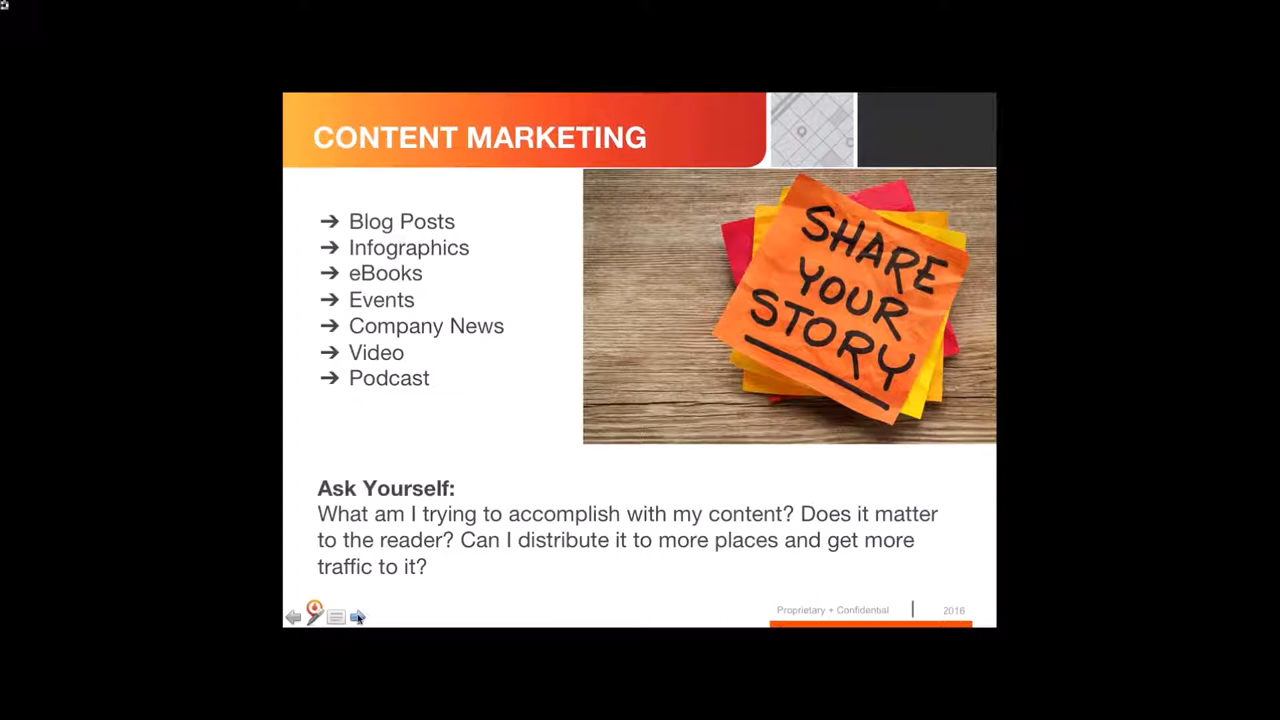 CONTENT MARKETING
➔ Blog Posts
➔ Infographics
➔ eBooks
➔ Events
➔ Company News
➔ Video
➔ Podcast
SHARE
YOUR
STORY
Ask Yourself:
What am I trying to accomplish with my content? Does it matter
to the reader? Can I distribute it to more places and get more
traffic to it?
Proprietary + Confidential | 2016